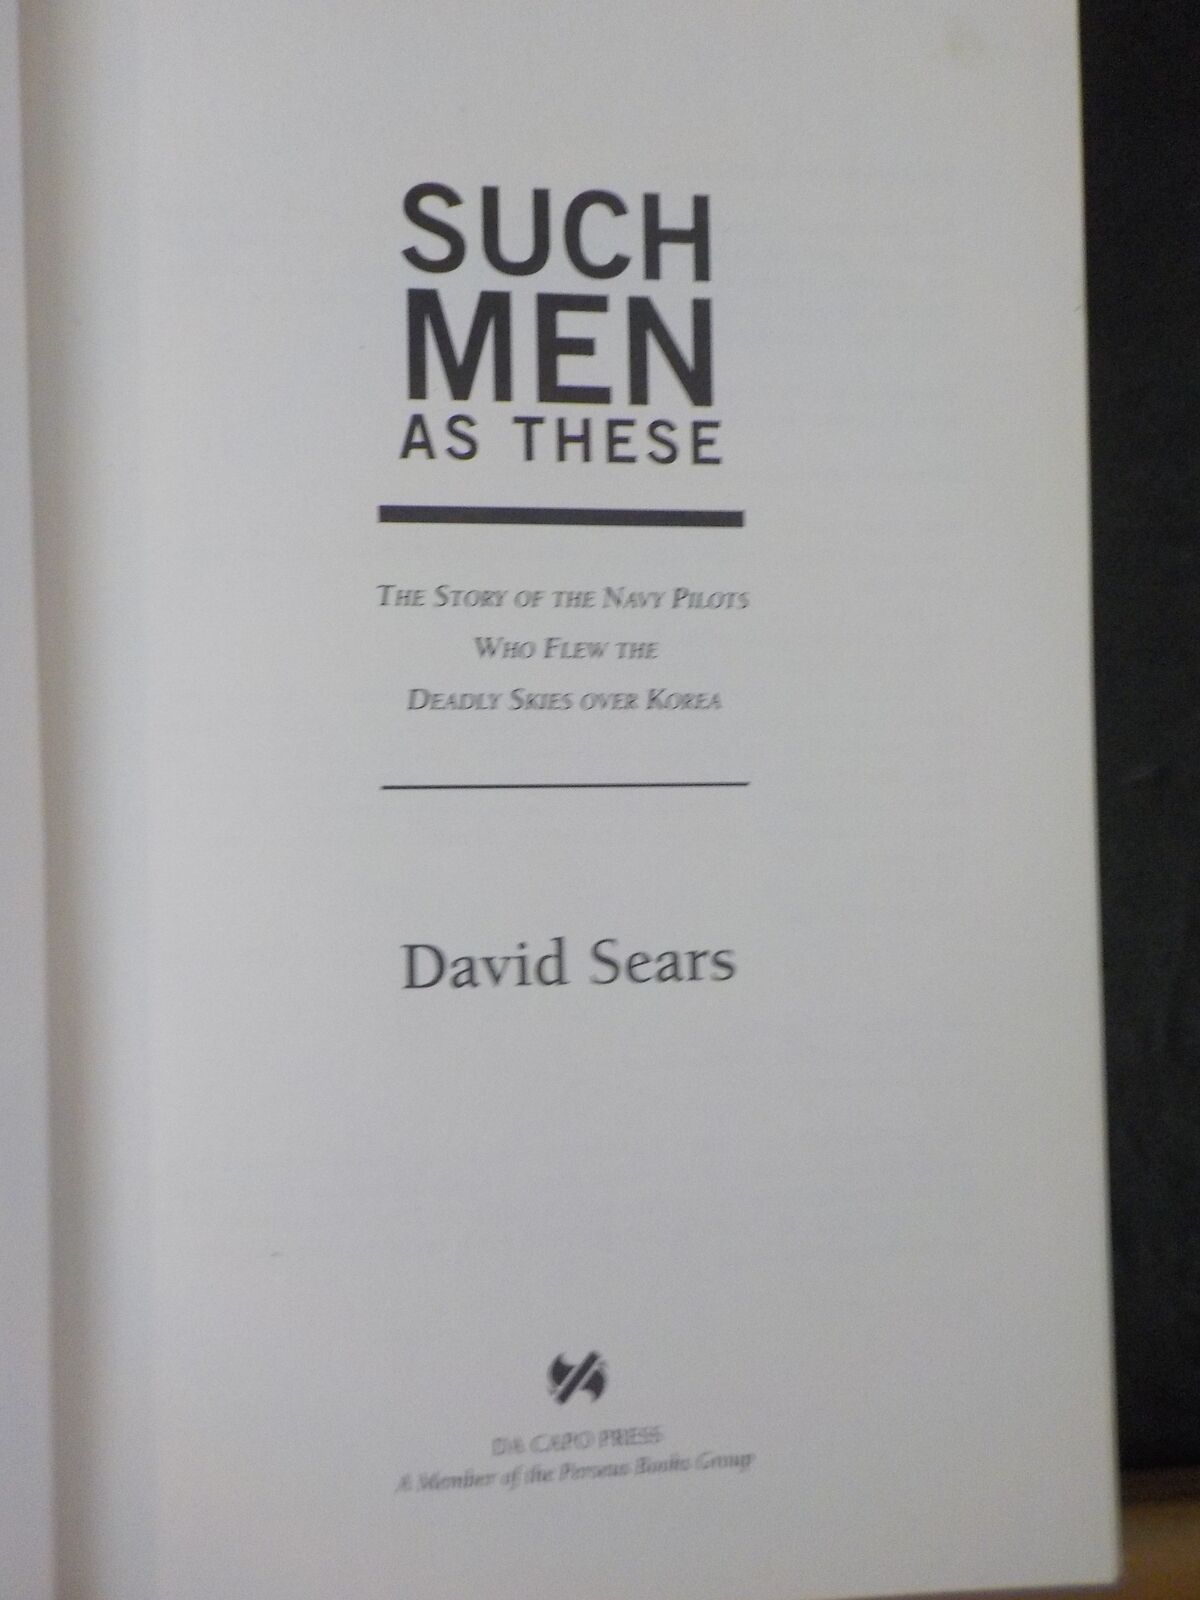 SUCH
MEN
AS THESE
THE STORY OF THE NAVY PILOTS
WHO FLEW THE
DEADLY SKIES OVER KOREA
David Sears
DA CAPO PRESS
A Member of the Perseus Books Group